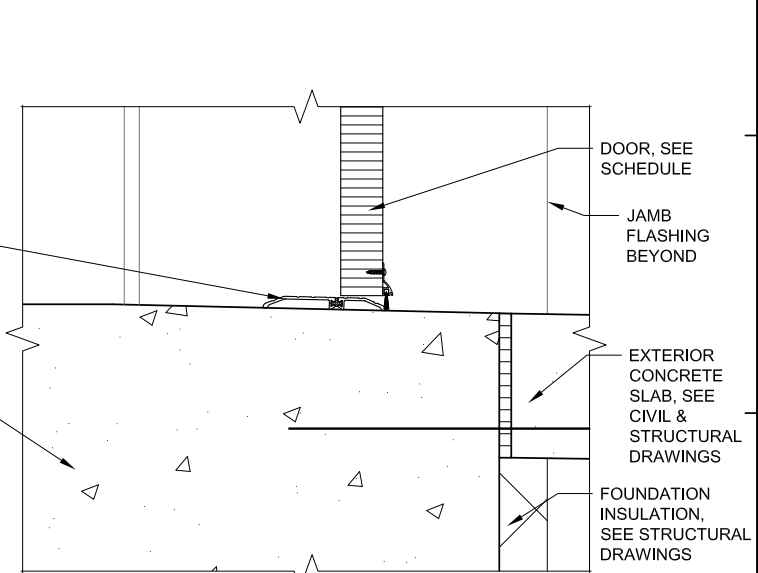 DOOR, SEE
SCHEDULE
JAMB
FLASHING
BEYOND
EXTERIOR
CONCRETE
SLAB, SEE
CIVIL &
STRUCTURAL
DRAWINGS
FOUNDATION
INSULATION,
SEE STRUCTURAL
DRAWINGS